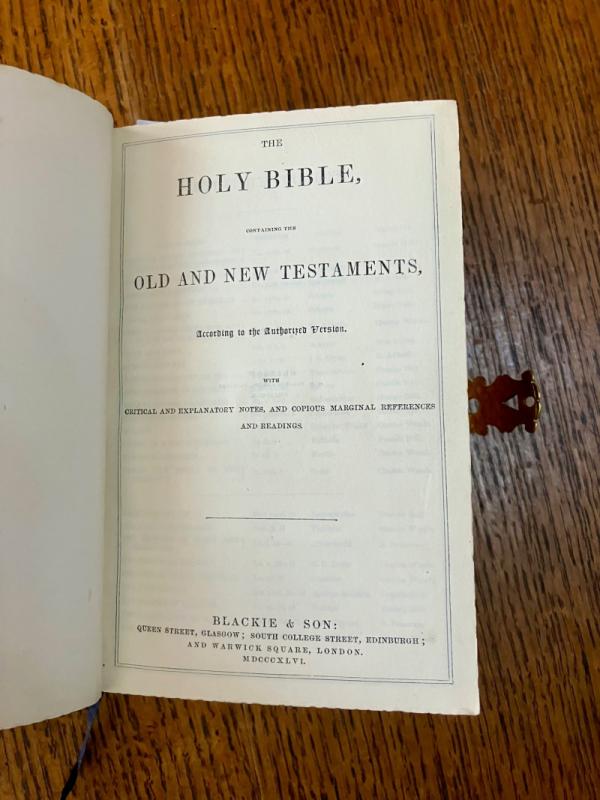 THE
HOLY BIBLE,
CONTAINING THE
OLD AND NEW TESTAMENTS,
According to the Authorized Version.
WITH
CRITICAL AND EXPLANATORY NOTES, AND COPIOUS MARGINAL REFERENCES
AND READINGS.
BLACKIE & SON:
QUEEN STREET, GLASGOW; SOUTH COLLEGE STREET, EDINBURGH;
AND WARWICK SQUARE, LONDON.
MDCCCXLVI.